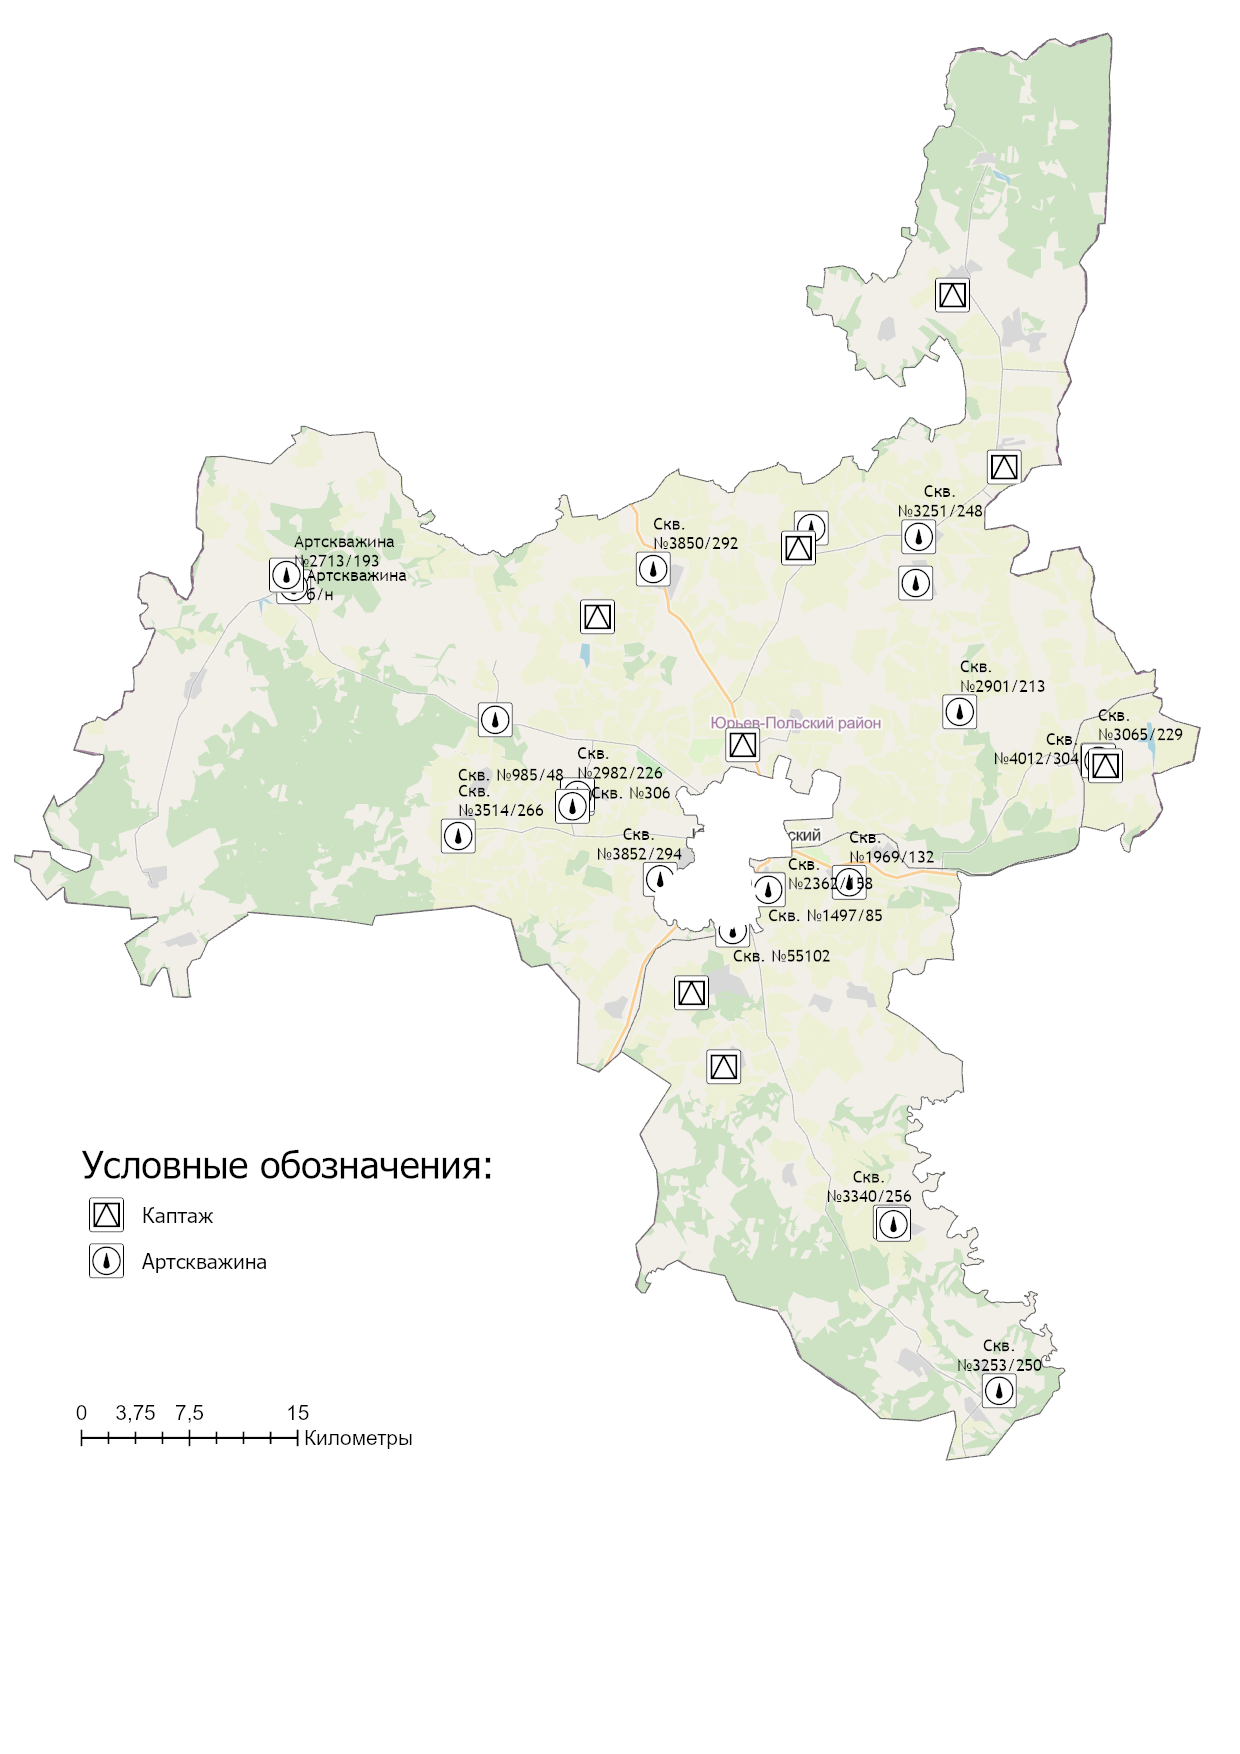 Скв.
№3251/248
Скв.
№3850/292
Артскважина
№2713/193
Артскважина
б/н
Скв.
№2901/213
Скв.
№3065/229
Юрьев-Польский район
Скв.
№4012/304
Скв.
№2982/226
Скв. №985/48
Скв.
№3514/266
Скв. №306
Скв.
№3852/294
ский
Скв.
№1969/132
Скв.
№2362/158
Скв. №1497/85
Скв. №55102
Условные обозначения:
Каптаж
Артскважина
Скв.
№3340/256
Скв.
№3253/250
0 3,75 7,5 15
Километры